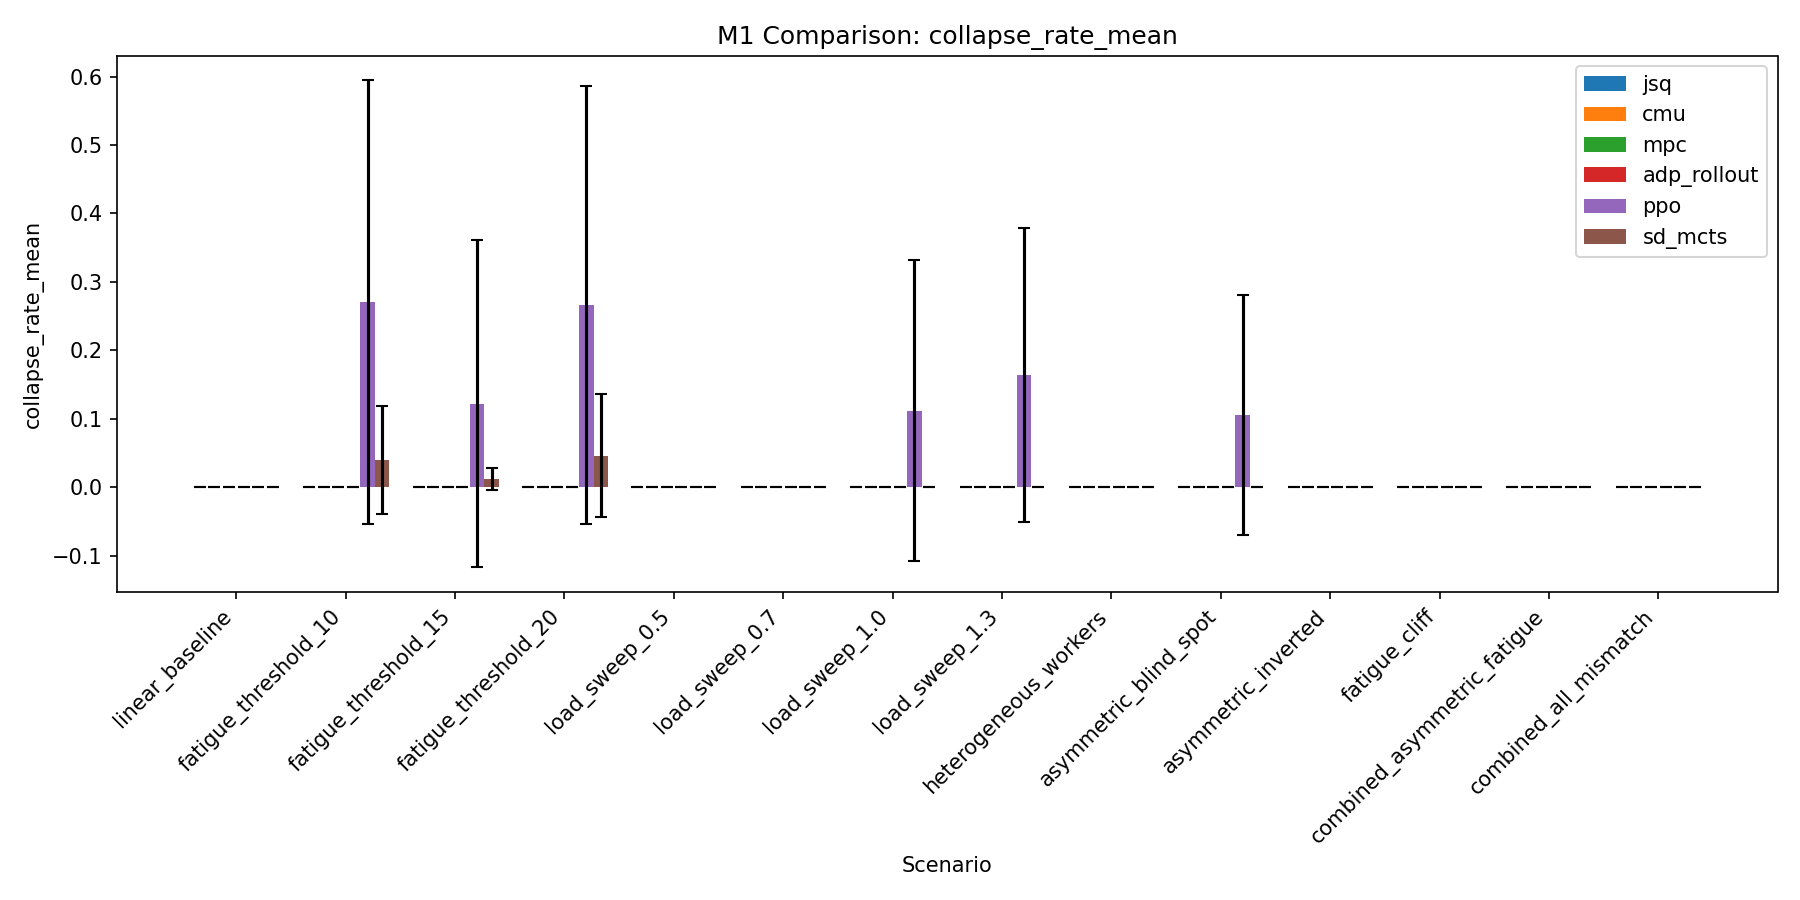 M1 Comparison: collapse_rate_mean
collapse_rate_mean
0.6
0.5
0.4
0.3
0.2
0.1
0.0
−0.1
jsq
cmu
mpc
adp_rollout
ppo
sd_mcts
linear_baseline
fatigue_threshold_10
fatigue_threshold_15
fatigue_threshold_20
load_sweep_0.5
load_sweep_0.7
load_sweep_1.0
load_sweep_1.3
heterogeneous_workers
asymmetric_blind_spot
asymmetric_inverted
fatigue_cliff
combined_asymmetric_fatigue
combined_all_mismatch
Scenario